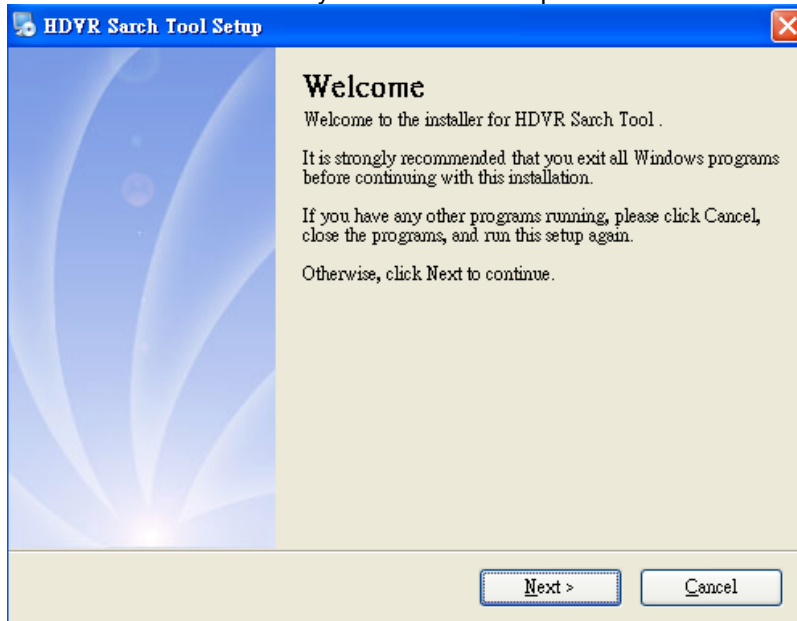 HDVR Sarch Tool Setup
Welcome
Welcome to the installer for HDVR Sarch Tool .
It is strongly recommended that you exit all Windows programs
before continuing with this installation.
If you have any other programs running, please click Cancel,
close the programs, and run this setup again.
Otherwise, click Next to continue.
Next >
Cancel